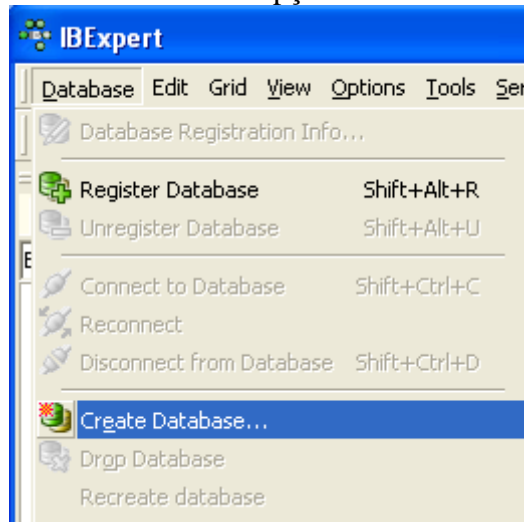 IBExpert
Database Edit Grid View Options Tools Ser
Database Registration Info...
Register Database Shift+Alt+R
Unregister Database Shift+Alt+U
Connect to Database Shift+Ctrl+C
Reconnect
Disconnect from Database Shift+Ctrl+D
Create Database...
Drop Database
Recreate database